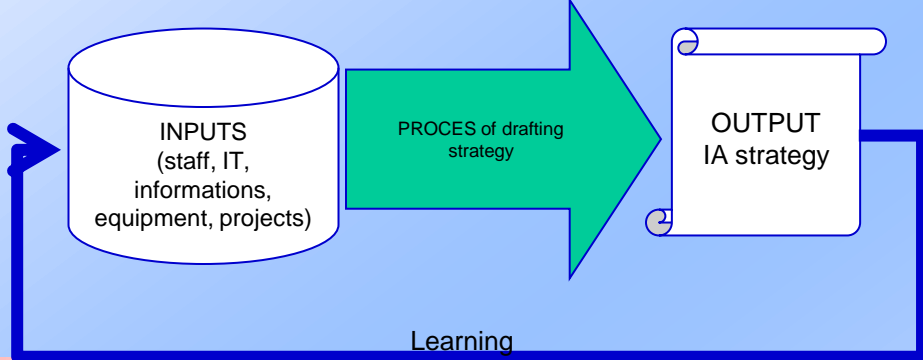 INPUTS
(staff, IT,
informations,
equipment, projects)
PROCES of drafting
strategy
OUTPUT
IA strategy
Learning